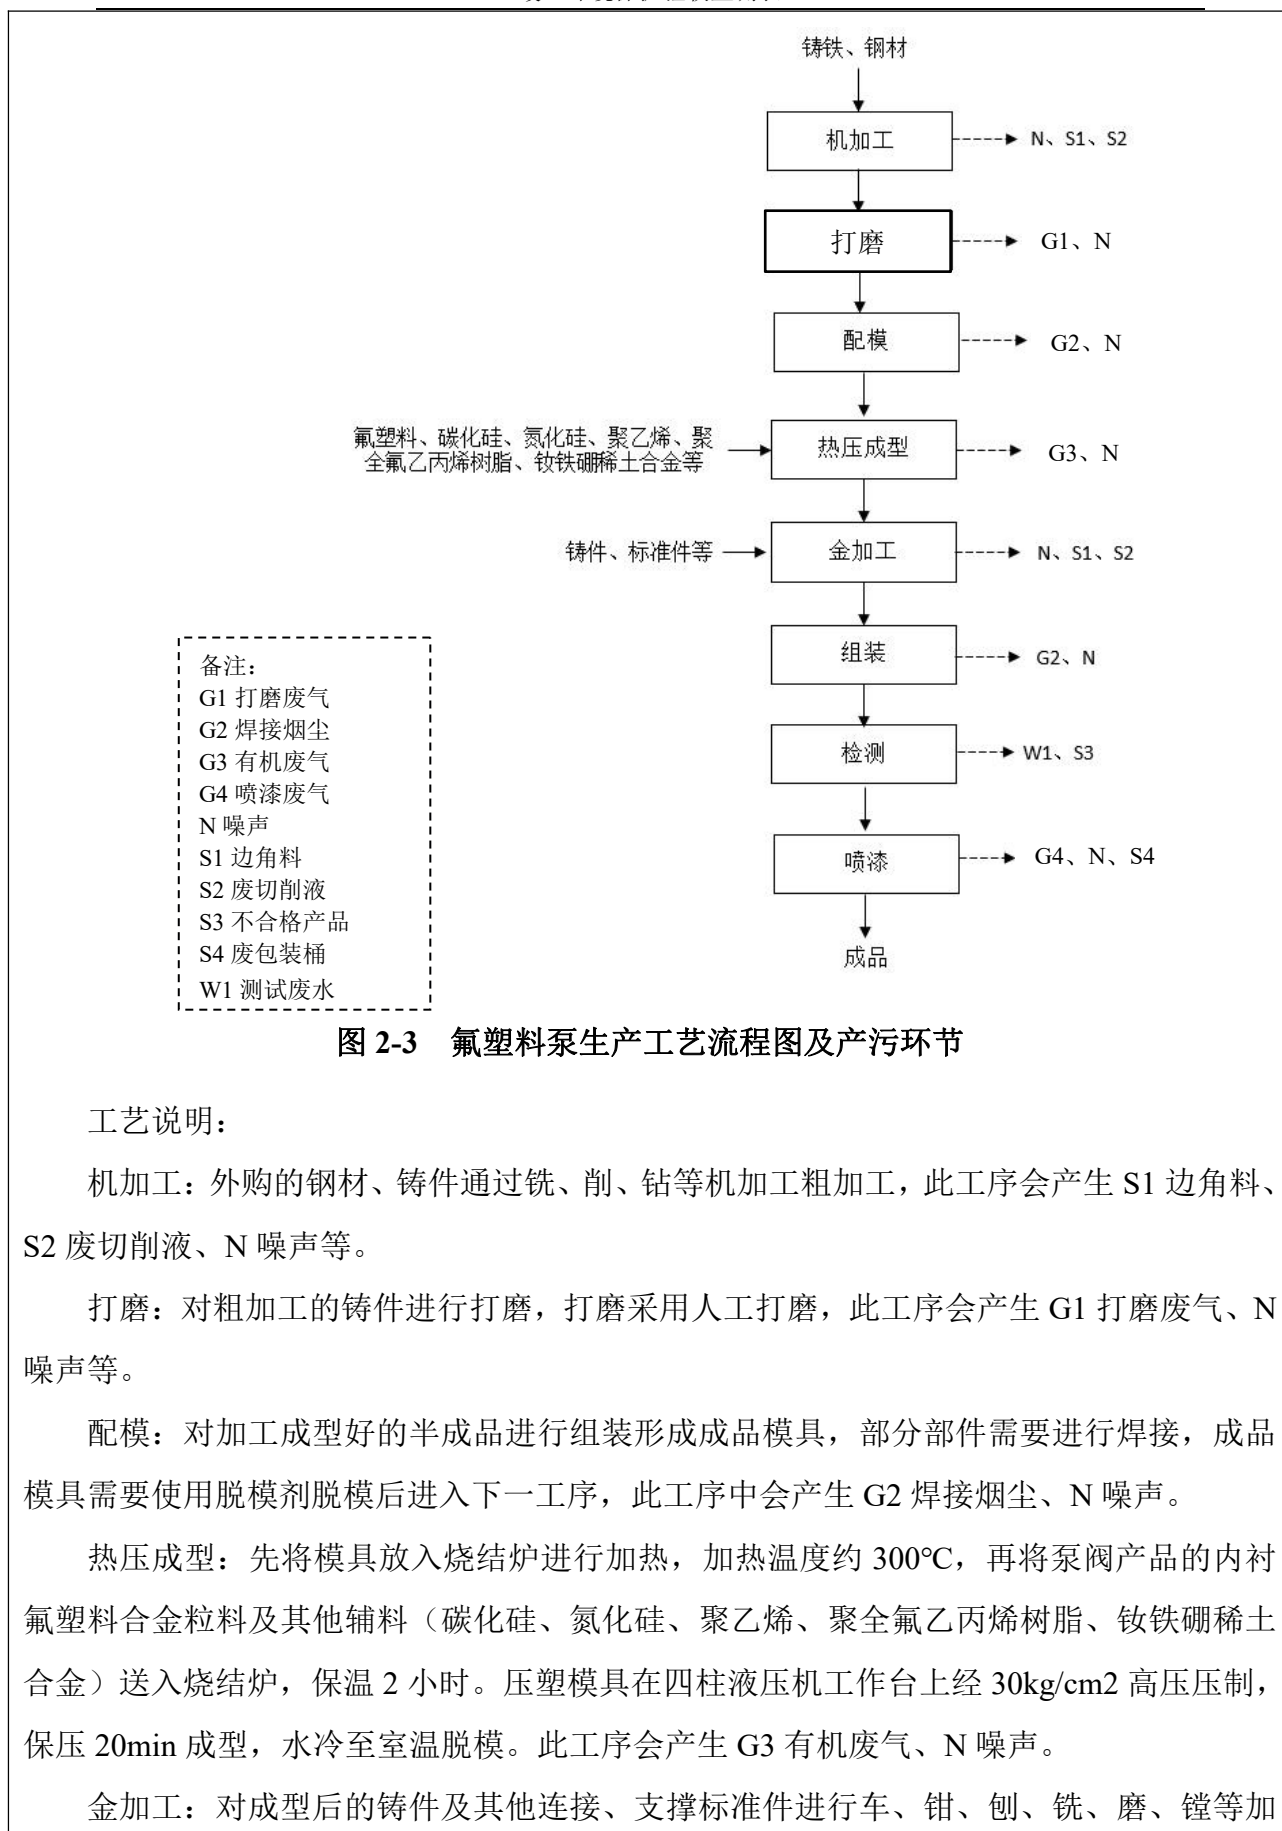 铸铁、钢材
机加工
N、S1、S2
打磨
G1、N
配模
G2、N
氟塑料、碳化硅、氮化硅、聚乙烯、聚
全氟乙丙烯树脂、钕铁硼稀土合金等
热压成型
G3、N
铸件、标准件等
金加工
N、S1、S2
组装
G2、N
检测
W1、S3
喷漆
G4、N、S4
成品
备注：
G1 打磨废气
G2 焊接烟尘
G3 有机废气
G4 喷漆废气
N 噪声
S1 边角料
S2 废切削液
S3 不合格产品
S4 废包装桶
W1 测试废水
图 2-3 氟塑料泵生产工艺流程图及产污环节
工艺说明：
机加工：外购的钢材、铸件通过铣、削、钻等机加工粗加工，此工序会产生 S1 边角料、
S2 废切削液、N 噪声等。
打磨：对粗加工的铸件进行打磨，打磨采用人工打磨，此工序会产生 G1 打磨废气、N
噪声等。
配模：对加工成型好的半成品进行组装形成成品模具，部分部件需要进行焊接，成品
模具需要使用脱模剂脱模后进入下一工序，此工序中会产生 G2 焊接烟尘、N 噪声。
热压成型：先将模具放入烧结炉进行加热，加热温度约 300℃，再将泵阀产品的内衬
氟塑料合金粒料及其他辅料（碳化硅、氮化硅、聚乙烯、聚全氟乙丙烯树脂、钕铁硼稀土
合金）送入烧结炉，保温 2 小时。压塑模具在四柱液压机工作台上经 30kg/cm2 高压压制，
保压 20min 成型，水冷至室温脱模。此工序会产生 G3 有机废气、N 噪声。
金加工：对成型后的铸件及其他连接、支撑标准件进行车、钳、刨、铣、磨、镗等加